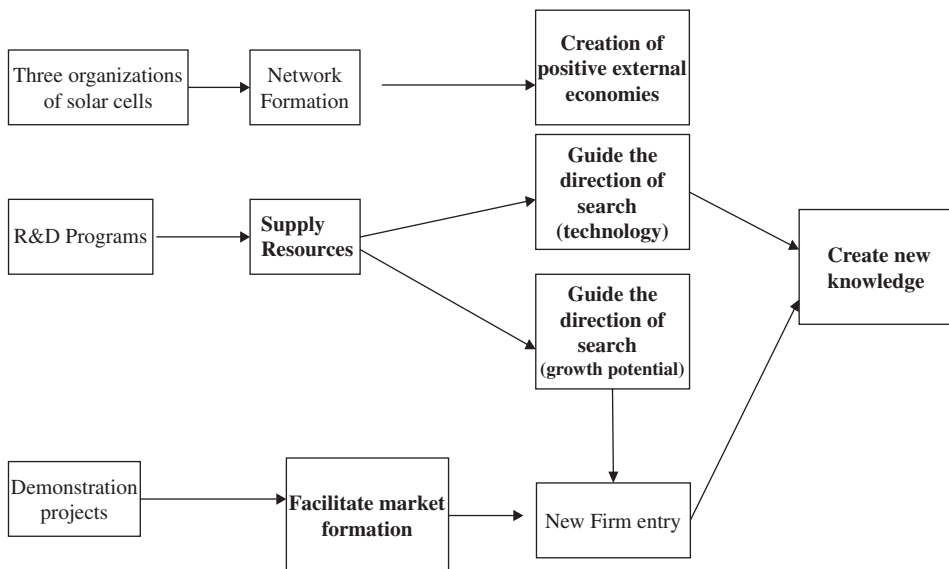 Three organizations
of solar cells
Network
Formation
Creation of
positive external
economies
R&D Programs
Supply
Resources
Guide the
direction of
search
(technology)
Guide the
direction of
search
(growth potential)
Create new
knowledge
Demonstration
projects
Facilitate market
formation
New Firm entry